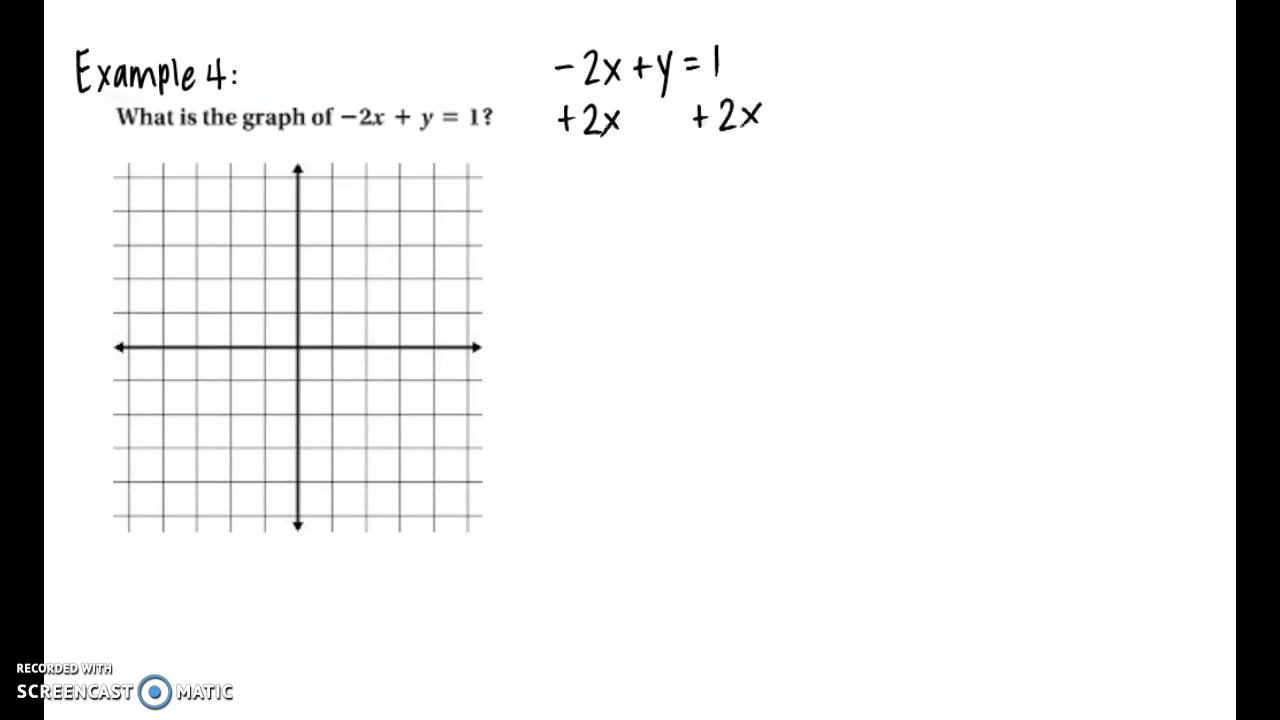 Example 4:
What is the graph of −2x + y = 1?
-2x+y=1
+2x +2x
RECORDED WITH
SCREENCAST MATIC